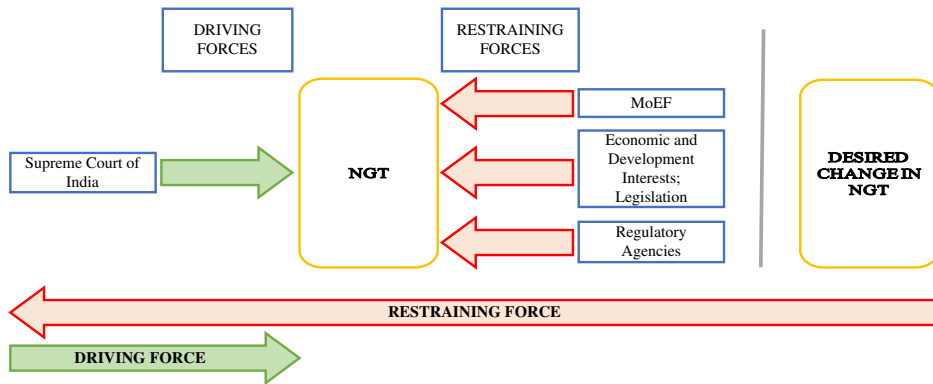 DRIVING
FORCES
RESTRAINING
FORCES
MoEF
Supreme Court of
India
NGT
Economic and
Development
Interests;
Legislation
Regulatory
Agencies
DESIRED
CHANGE IN
NGT
RESTRAINING FORCE
DRIVING FORCE